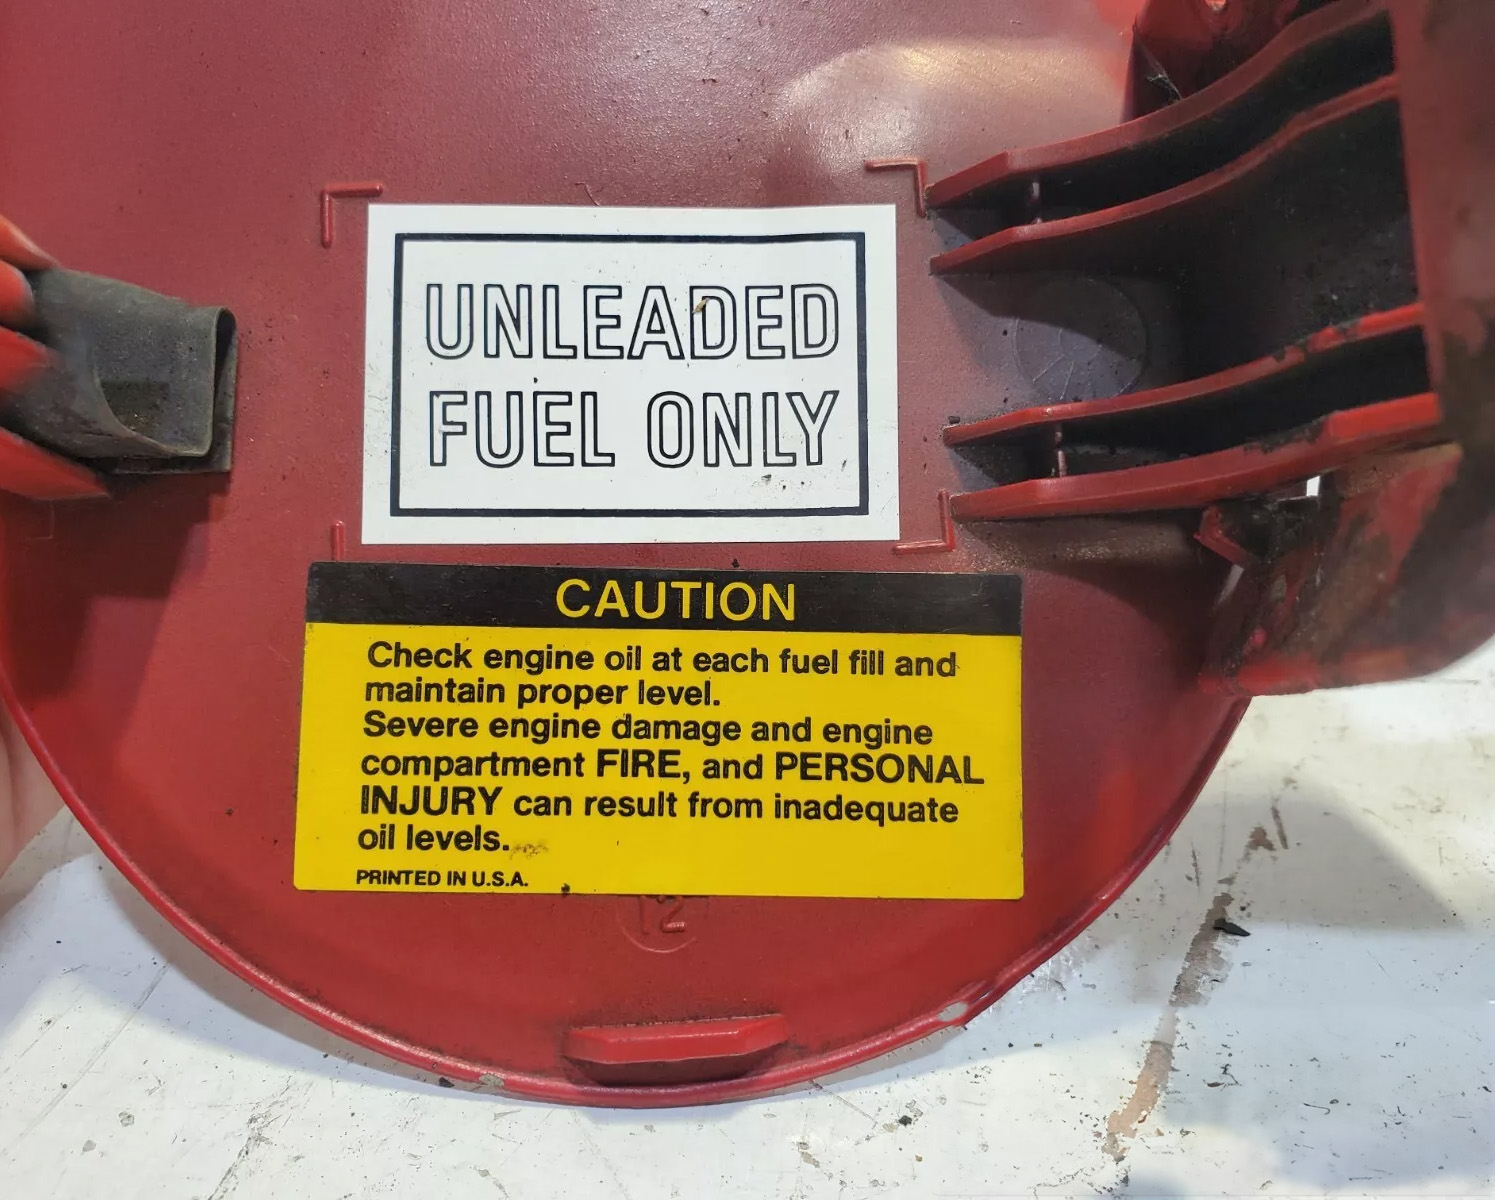 UNLEADED
FUEL ONLY
CAUTION
Check engine oil at each fuel fill and
maintain proper level.
Severe engine damage and engine
compartment FIRE, and PERSONAL
INJURY can result from inadequate
oil levels.
PRINTED IN U.S.A.
12